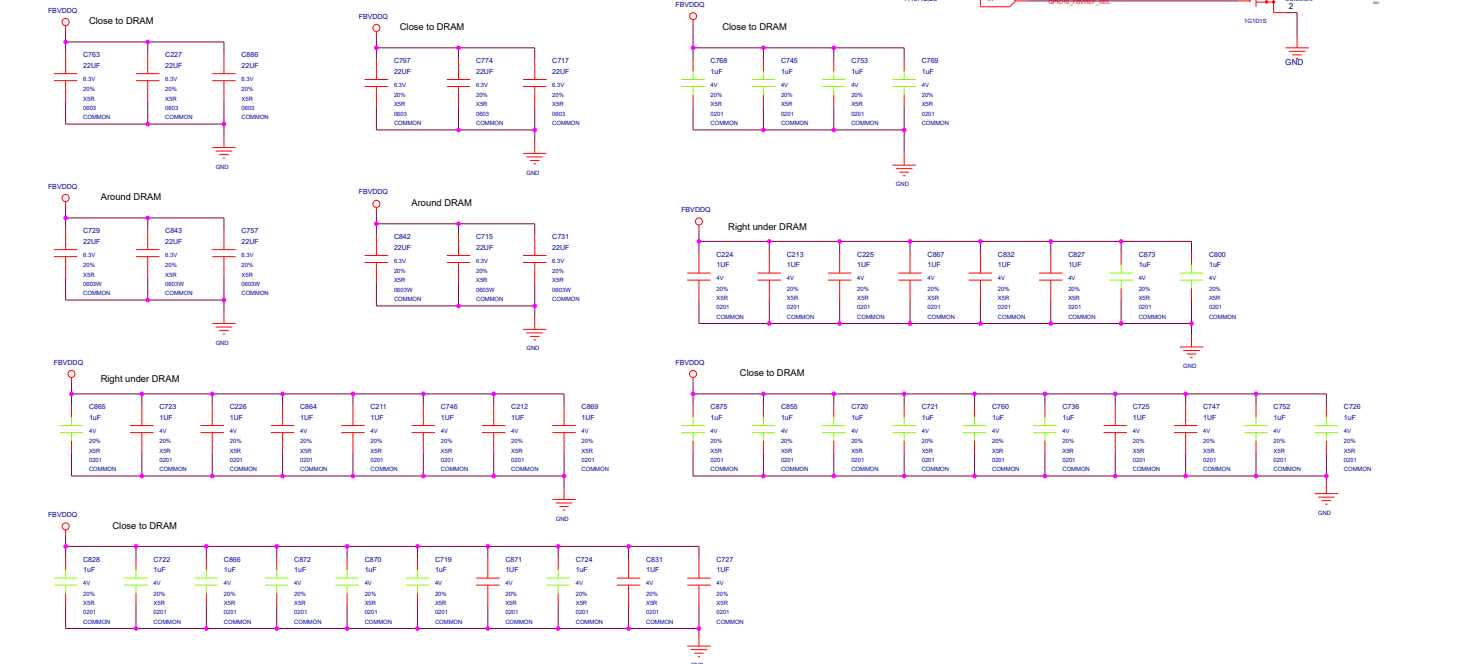 FBVDDQ
Close to DRAM
C763
22UF
6.3V
20%
X5R
0603
COMMON
C227
22UF
6.3V
20%
X5R
0603
COMMON
C886
22UF
6.3V
20%
X5R
0603
COMMON
GND
FBVDDQ
Close to DRAM
C797
22UF
6.3V
20%
X5R
0603
COMMON
C774
22UF
6.3V
20%
X5R
0603
COMMON
C717
22UF
6.3V
20%
X5R
0603
COMMON
GND
FBVDDQ
Close to DRAM
C768
1uF
4V
20%
X5R
0201
COMMON
C745
1uF
4V
20%
X5R
0201
COMMON
C753
1uF
4V
20%
X5R
0201
COMMON
C769
1uF
4V
20%
X5R
0201
COMMON
GND
2
1G1D1S
GND
FBVDDQ
Around DRAM
C729
22UF
6.3V
20%
X5R
0603W
COMMON
C843
22UF
6.3V
20%
X5R
0603W
COMMON
C757
22UF
6.3V
20%
X5R
0603W
COMMON
GND
FBVDDQ
Around DRAM
C842
22UF
6.3V
20%
X5R
0603W
COMMON
C715
22UF
6.3V
20%
X5R
0603W
COMMON
C731
22UF
6.3V
20%
X5R
0603W
COMMON
GND
FBVDDQ
Right under DRAM
C224
1UF
4V
20%
X5R
0201
COMMON
C213
1UF
4V
20%
X5R
0201
COMMON
C225
1UF
4V
20%
X5R
0201
COMMON
C867
1UF
4V
20%
X5R
0201
COMMON
C832
1UF
4V
20%
X5R
0201
COMMON
C827
1UF
4V
20%
X5R
0201
COMMON
C873
1uF
4V
20%
X5R
0201
COMMON
C800
1uF
4V
20%
X5R
0201
COMMON
GND
FBVDDQ
Right under DRAM
C865
1uF
4V
20%
X5R
0201
COMMON
C723
1UF
4V
20%
X5R
0201
COMMON
C226
1UF
4V
20%
X5R
0201
COMMON
C864
1UF
4V
20%
X5R
0201
COMMON
C211
1UF
4V
20%
X5R
0201
COMMON
C746
1UF
4V
20%
X5R
0201
COMMON
C212
1UF
4V
20%
X5R
0201
COMMON
C869
1UF
4V
20%
X5R
0201
COMMON
GND
FBVDDQ
Close to DRAM
C875
1uF
4V
20%
X5R
0201
COMMON
C855
1uF
4V
20%
X5R
0201
COMMON
C720
1uF
4V
20%
X5R
0201
COMMON
C721
1uF
4V
20%
X5R
0201
COMMON
C760
1uF
4V
20%
X5R
0201
COMMON
C736
1uF
4V
20%
X5R
0201
COMMON
C725
1UF
4V
20%
X5R
0201
COMMON
C747
1UF
4V
20%
X5R
0201
COMMON
C752
1uF
4V
20%
X5R
0201
COMMON
C726
1uF
4V
20%
X5R
0201
COMMON
GND
FBVDDQ
Close to DRAM
C828
1uF
4V
20%
X5R
0201
COMMON
C722
1uF
4V
20%
X5R
0201
COMMON
C866
1uF
4V
20%
X5R
0201
COMMON
C872
1uF
4V
20%
X5R
0201
COMMON
C870
1uF
4V
20%
X5R
0201
COMMON
C719
1uF
4V
20%
X5R
0201
COMMON
C871
1UF
4V
20%
X5R
0201
COMMON
C724
1uF
4V
20%
X5R
0201
COMMON
C831
1UF
4V
20%
X5R
0201
COMMON
C727
1UF
4V
20%
X5R
0201
COMMON